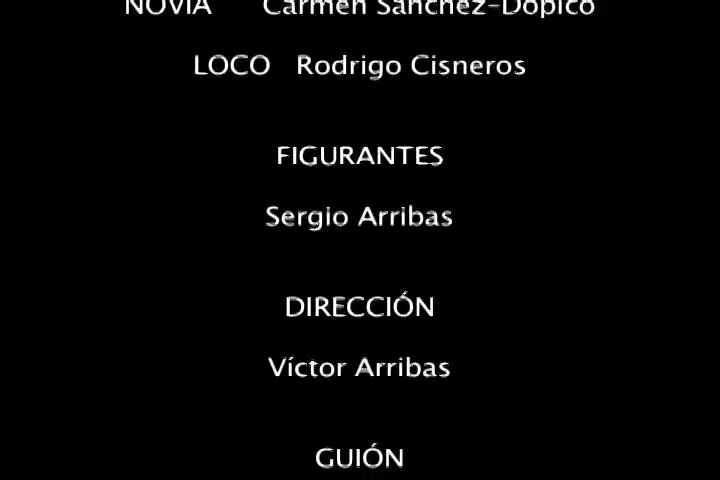 NOVIA Carmen Sánchez-Dopico
LOCO Rodrigo Cisneros
FIGURANTES
Sergio Arribas
DIRECCIÓN
Víctor Arribas
GUIÓN